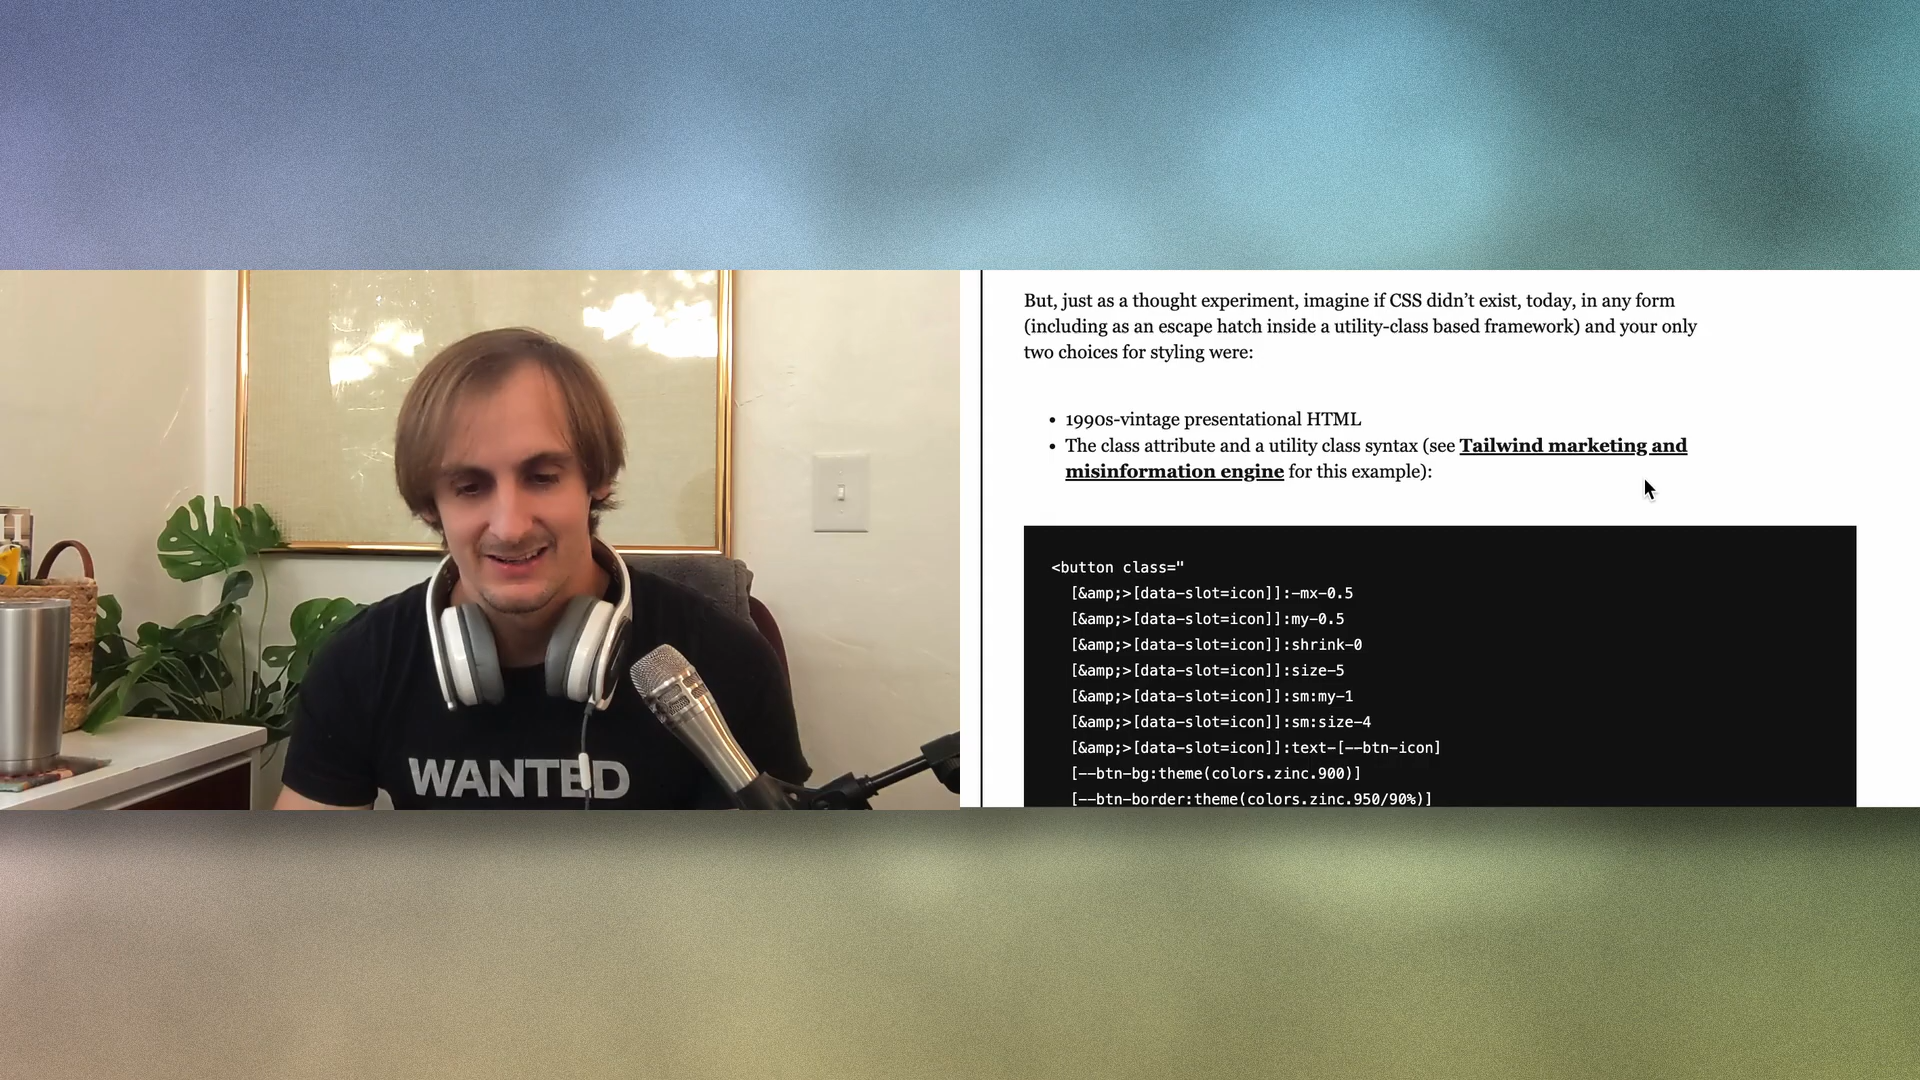 But, just as a thought experiment, imagine if CSS didn’t exist, today, in any form
(including as an escape hatch inside a utility-class based framework) and your only
two choices for styling were:
• 1990s-vintage presentational HTML
• The class attribute and a utility class syntax (see Tailwind marketing and
misinformation engine for this example):
<button class="
[&amp;>[data-slot=icon]]:-mx-0.5
[&amp;>[data-slot=icon]]:my-0.5
[&amp;>[data-slot=icon]]:shrink-0
[&amp;>[data-slot=icon]]:size-5
[&amp;>[data-slot=icon]]:sm:my-1
[&amp;>[data-slot=icon]]:sm:size-4
[&amp;>[data-slot=icon]]:text-[--btn-icon]
[--btn-bg:theme(colors.zinc.900)]
[--btn-border:theme(colors.zinc.950/90%)]
WANTED